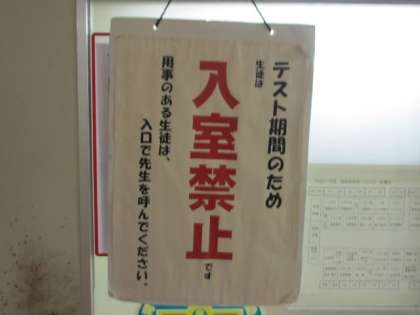 テスト期間のため
生徒は
入室禁止です
用事のある生徒は、
入口で先生を呼んでください。